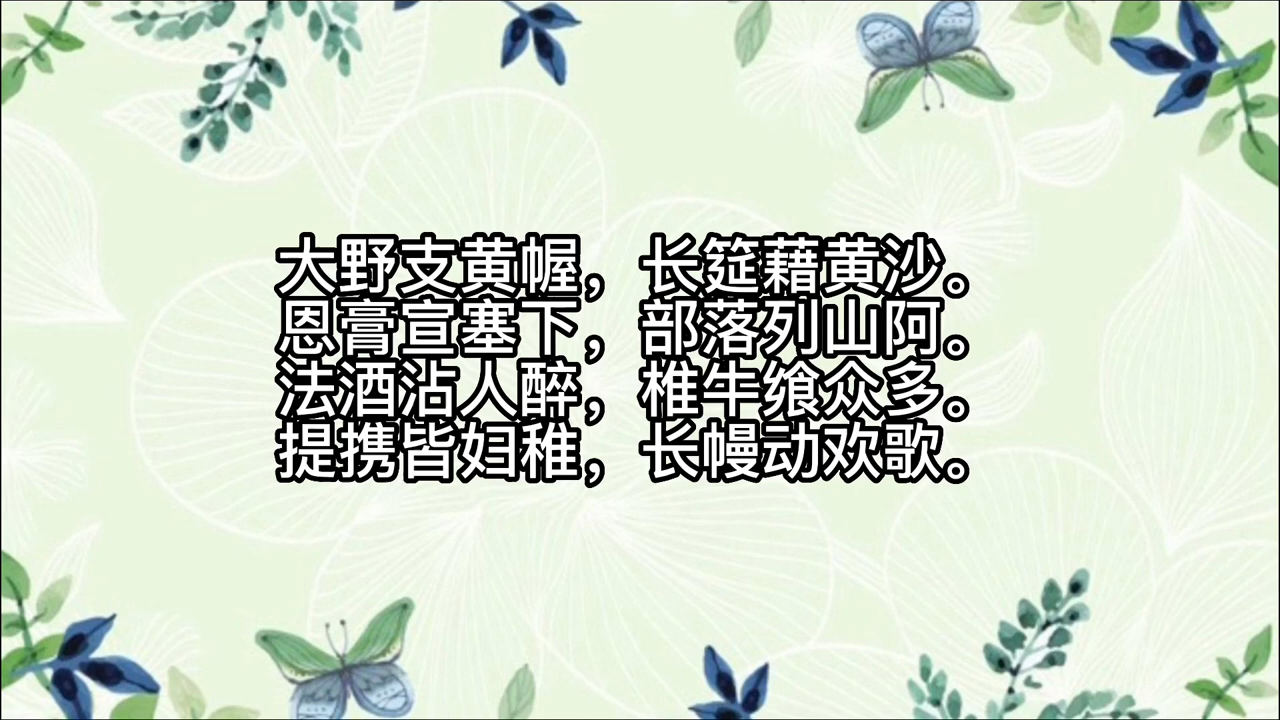 大野支黄幄，长筵藉黄沙。
恩膏宣塞下，部落列山阿。
法酒沾人醉，椎牛飨众多。
提携皆妇稚，长幔动欢歌。